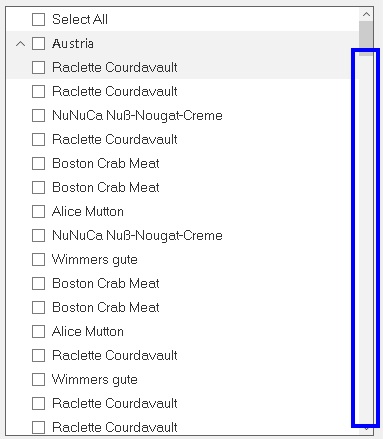 Select All
Austria
Raclette Courdavault
Raclette Courdavault
NuNuCa Nuß-Nougat-Creme
Raclette Courdavault
Boston Crab Meat
Boston Crab Meat
Alice Mutton
NuNuCa Nuß-Nougat-Creme
Wimmers gute
Boston Crab Meat
Boston Crab Meat
Alice Mutton
Raclette Courdavault
Wimmers gute
Raclette Courdavault
Raclette Courdavault